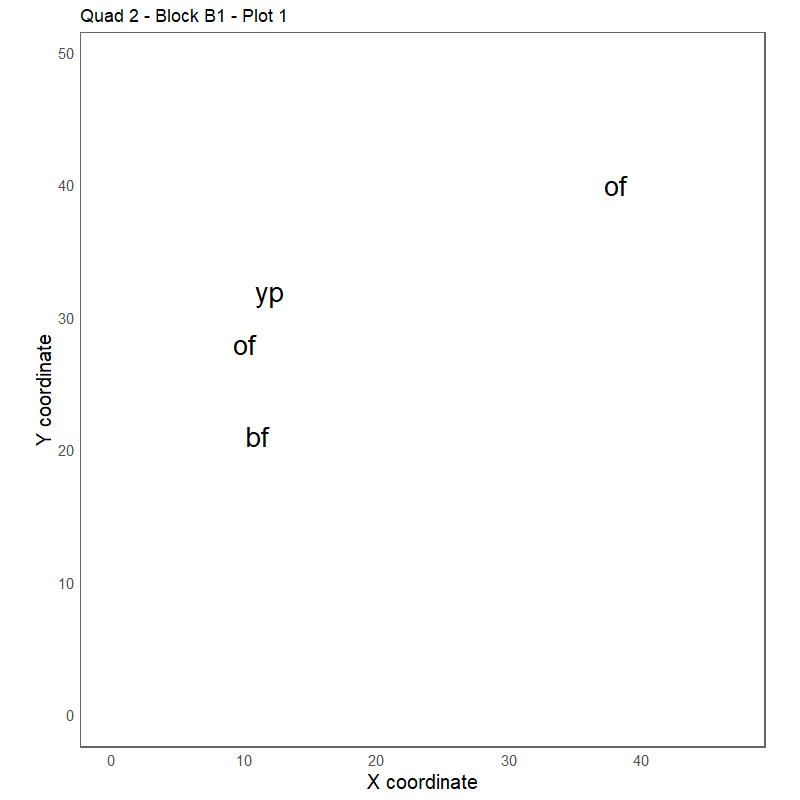 Quad 2 - Block B1 - Plot 1
50
40
30
20
10
0
Y coordinate
of
yp
of
bf
0 10 20 30 40
X coordinate